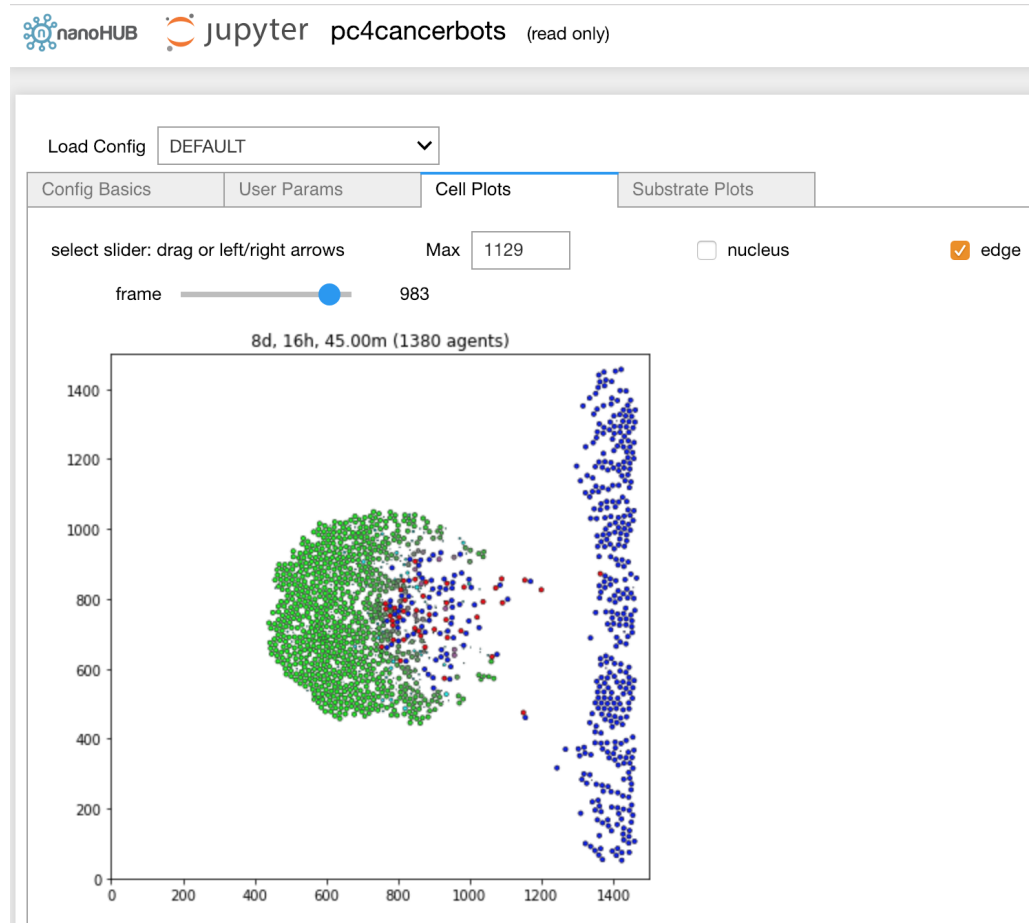 nanoHUB jupyter pc4cancerbots (read only)
Load Config DEFAULT
Config Basics User Params Cell Plots Substrate Plots
select slider: drag or left/right arrows Max 1129 nucleus edge
frame 983
8d, 16h, 45.00m (1380 agents)
1400
1200
1000
800
600
400
200
0
0 200 400 600 800 1000 1200 1400